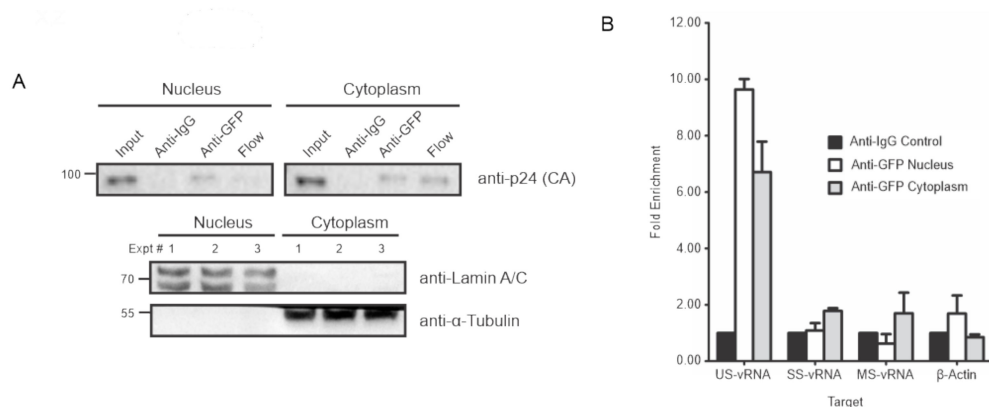 A
Nucleus Cytoplasm
Input Anti-IgG Anti-GFP Flow Input Anti-IgG Anti-GFP Flow
100 anti-p24 (CA)
Nucleus Cytoplasm
Expt # 1 2 3 1 2 3
70 anti-Lamin A/C
55 anti-α-Tubulin
B
12.00
10.00
8.00
6.00
4.00
2.00
0.00
Fold Enrichment
Anti-IgG Control
Anti-GFP Nucleus
Anti-GFP Cytoplasm
US-vRNA SS-vRNA MS-vRNA β-Actin
Target